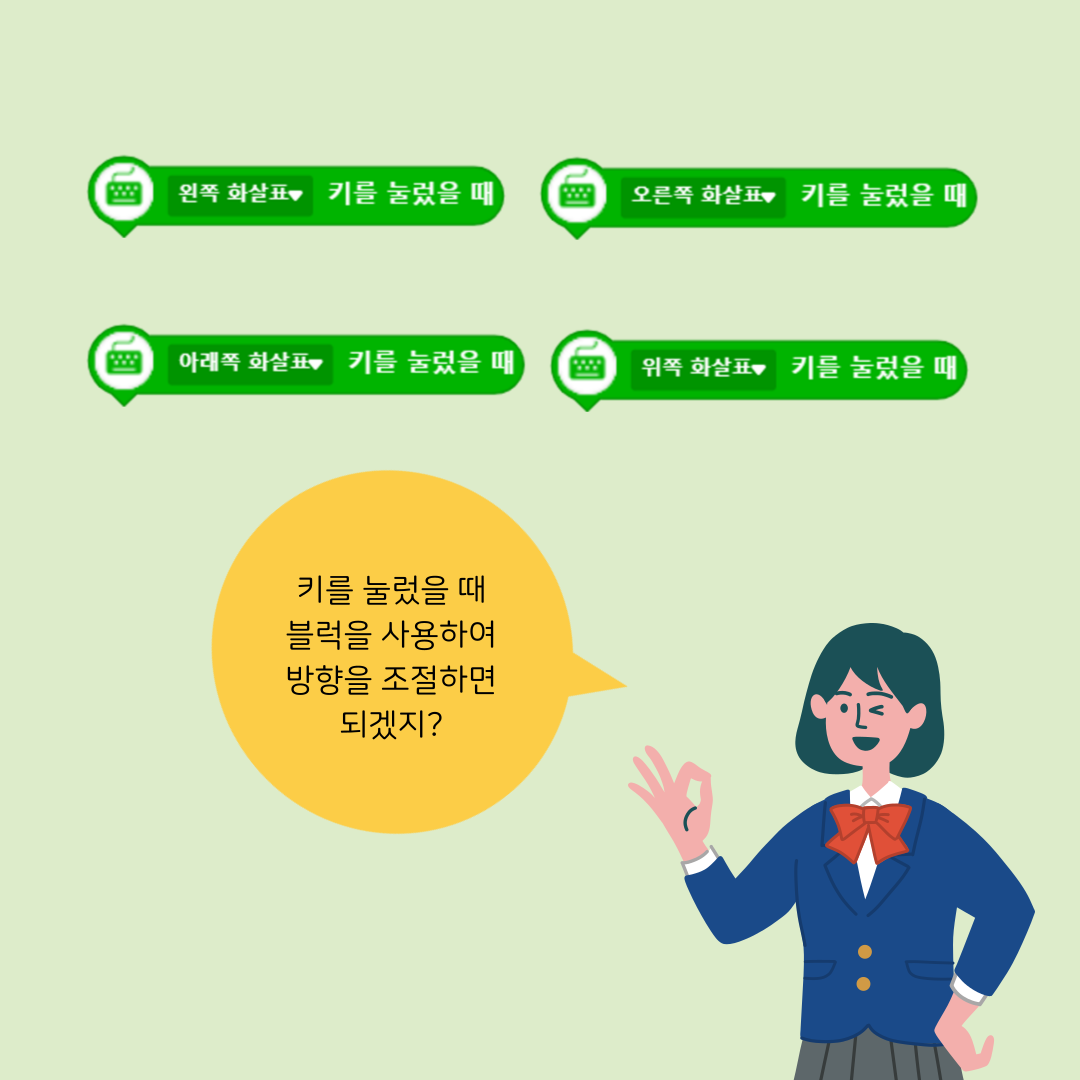 왼쪽 화살표 키를 눌렀을 때
오른쪽 화살표 키를 눌렀을 때
아래쪽 화살표 키를 눌렀을 때
위쪽 화살표 키를 눌렀을 때
키를 눌렀을 때
블럭을 사용하여
방향을 조절하면
되겠지?